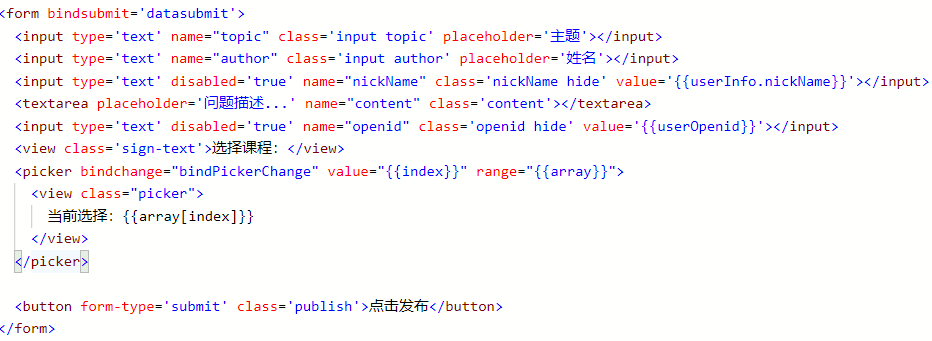 <form bindsubmit='datasubmit'>
<input type='text' name="topic" class='input topic' placeholder='主题'></input>
<input type='text' name="author" class='input author' placeholder='姓名'></input>
<input type='text' disabled='true' name="nickName" class='nickName hide' value='{{userInfo.nickName}}'></input>
<textarea placeholder='问题描述...' name="content" class='content'></textarea>
<input type='text' disabled='true' name="openid" class='openid hide' value='{{userOpenid}}'></input>
<view class='sign-text'>选择课程：</view>
<picker bindchange="bindPickerChange" value="{{index}}" range="{{array}}">
<view class="picker">
当前选择：{{array[index]}}
</view>
</picker>
<button form-type='submit' class='publish'>点击发布</button>
</form>